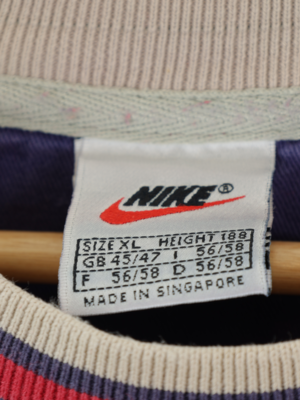 NIKE®
SIZE XL HEIGHT 188
GB 45/47 I 56/58
F 56/58 D 56/58
MADE IN SINGAPORE